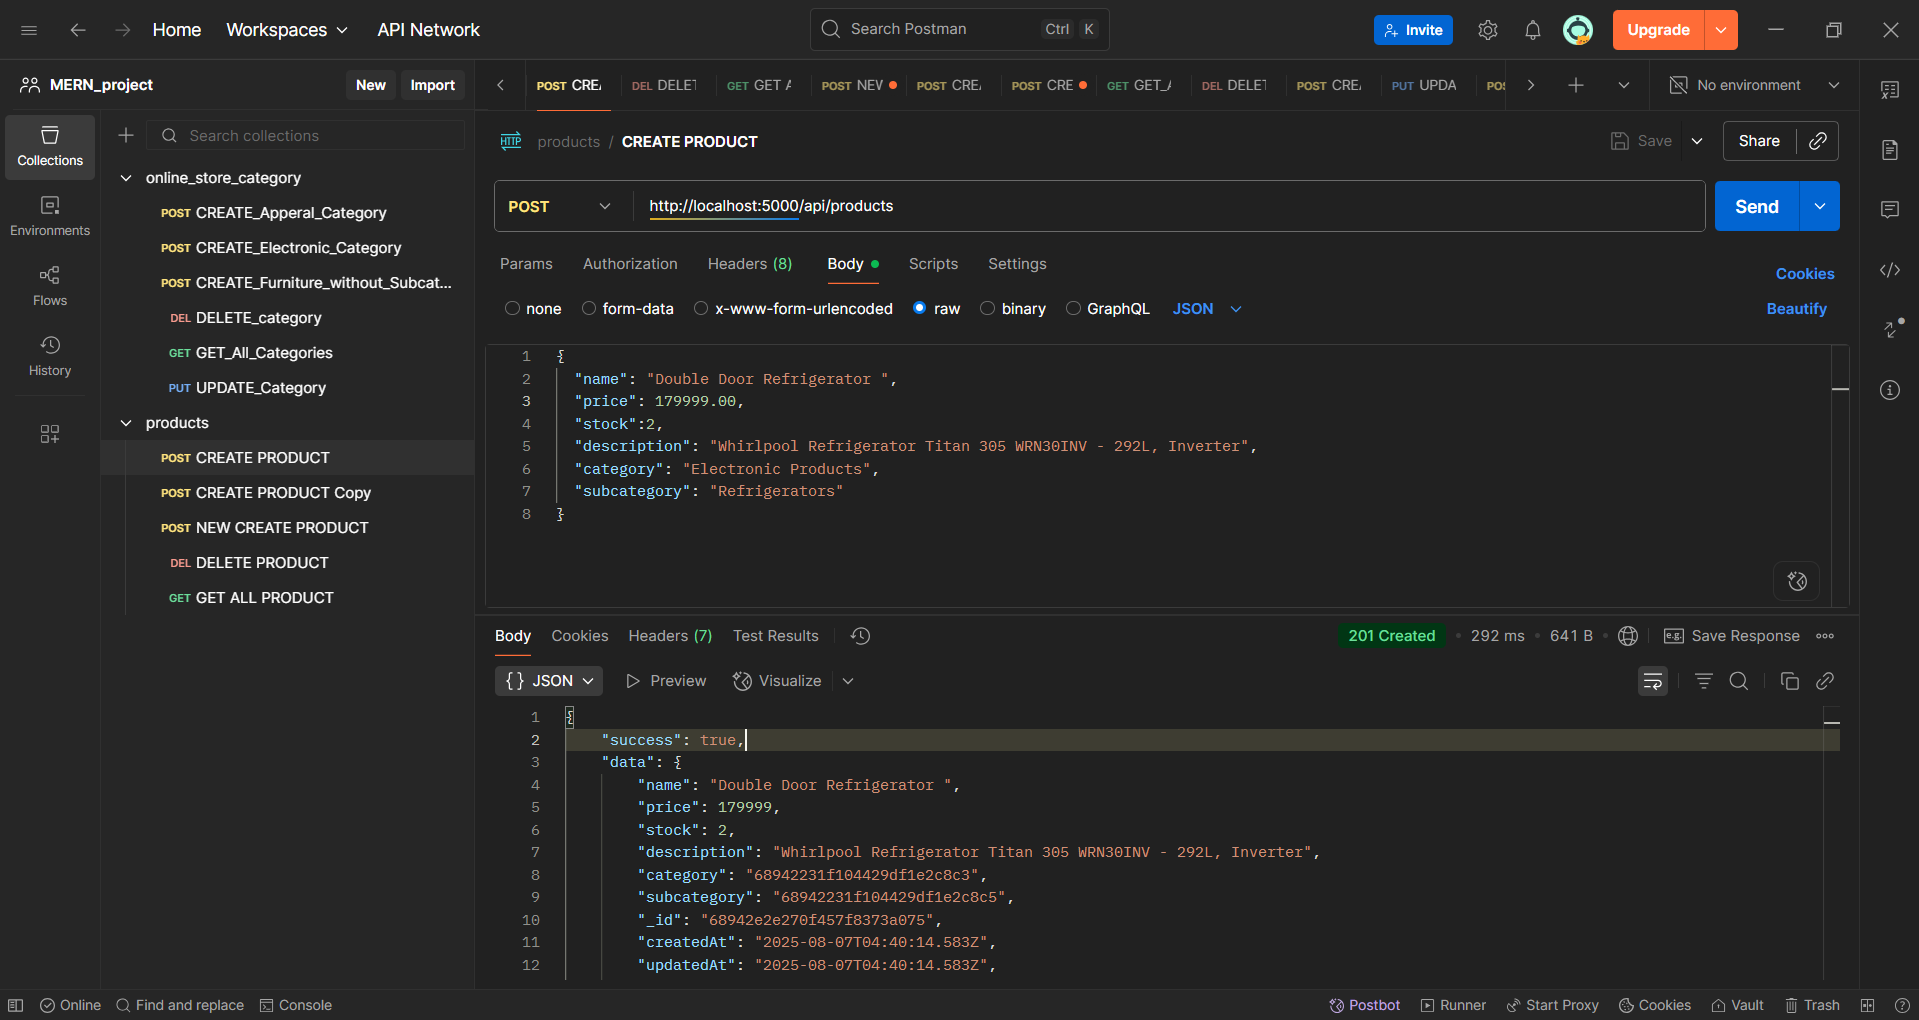 Home
Workspaces
API Network
Search Postman
Ctrl K
Invite
Upgrade
MERN_project
New
Import
POST CREA
DEL DELET
GET GET A
POST NEV
POST CREA
POST CRE
GET GET_A
DEL DELET
POST CREA
PUT UPDA
POS
No environment
Collections
Environments
Flows
History
Search collections
online_store_category
POST CREATE_Apperal_Category
POST CREATE_Electronic_Category
POST CREATE_Furniture_without_Subcat...
DEL DELETE_category
GET GET_All_Categories
PUT UPDATE_Category
products
POST CREATE PRODUCT
POST CREATE PRODUCT Copy
POST NEW CREATE PRODUCT
DEL DELETE PRODUCT
GET GET ALL PRODUCT
HTTP products / CREATE PRODUCT
Save
Share
POST
http://localhost:5000/api/products
Send
Params
Authorization
Headers (8)
Body
Scripts
Settings
Cookies
none
form-data
x-www-form-urlencoded
raw
binary
GraphQL
JSON
Beautify
1 {
2 "name": "Double Door Refrigerator ",
3 "price": 179999.00,
4 "stock":2,
5 "description": "Whirlpool Refrigerator Titan 305 WRN30INV - 292L, Inverter",
6 "category": "Electronic Products",
7 "subcategory": "Refrigerators"
8 }
Body
Cookies
Headers (7)
Test Results
201 Created
292 ms
641 B
e.g. Save Response
{} JSON
Preview
Visualize
1 {
2 "success": true,
3 "data": {
4 "name": "Double Door Refrigerator ",
5 "price": 179999,
6 "stock": 2,
7 "description": "Whirlpool Refrigerator Titan 305 WRN30INV - 292L, Inverter",
8 "category": "68942231f104429df1e2c8c3",
9 "subcategory": "68942231f104429df1e2c8c5",
10 "_id": "68942e2e270f457f8373a075",
11 "createdAt": "2025-08-07T04:40:14.583Z",
12 "updatedAt": "2025-08-07T04:40:14.583Z",
Online
Find and replace
Console
Postbot
Runner
Start Proxy
Cookies
Vault
Trash